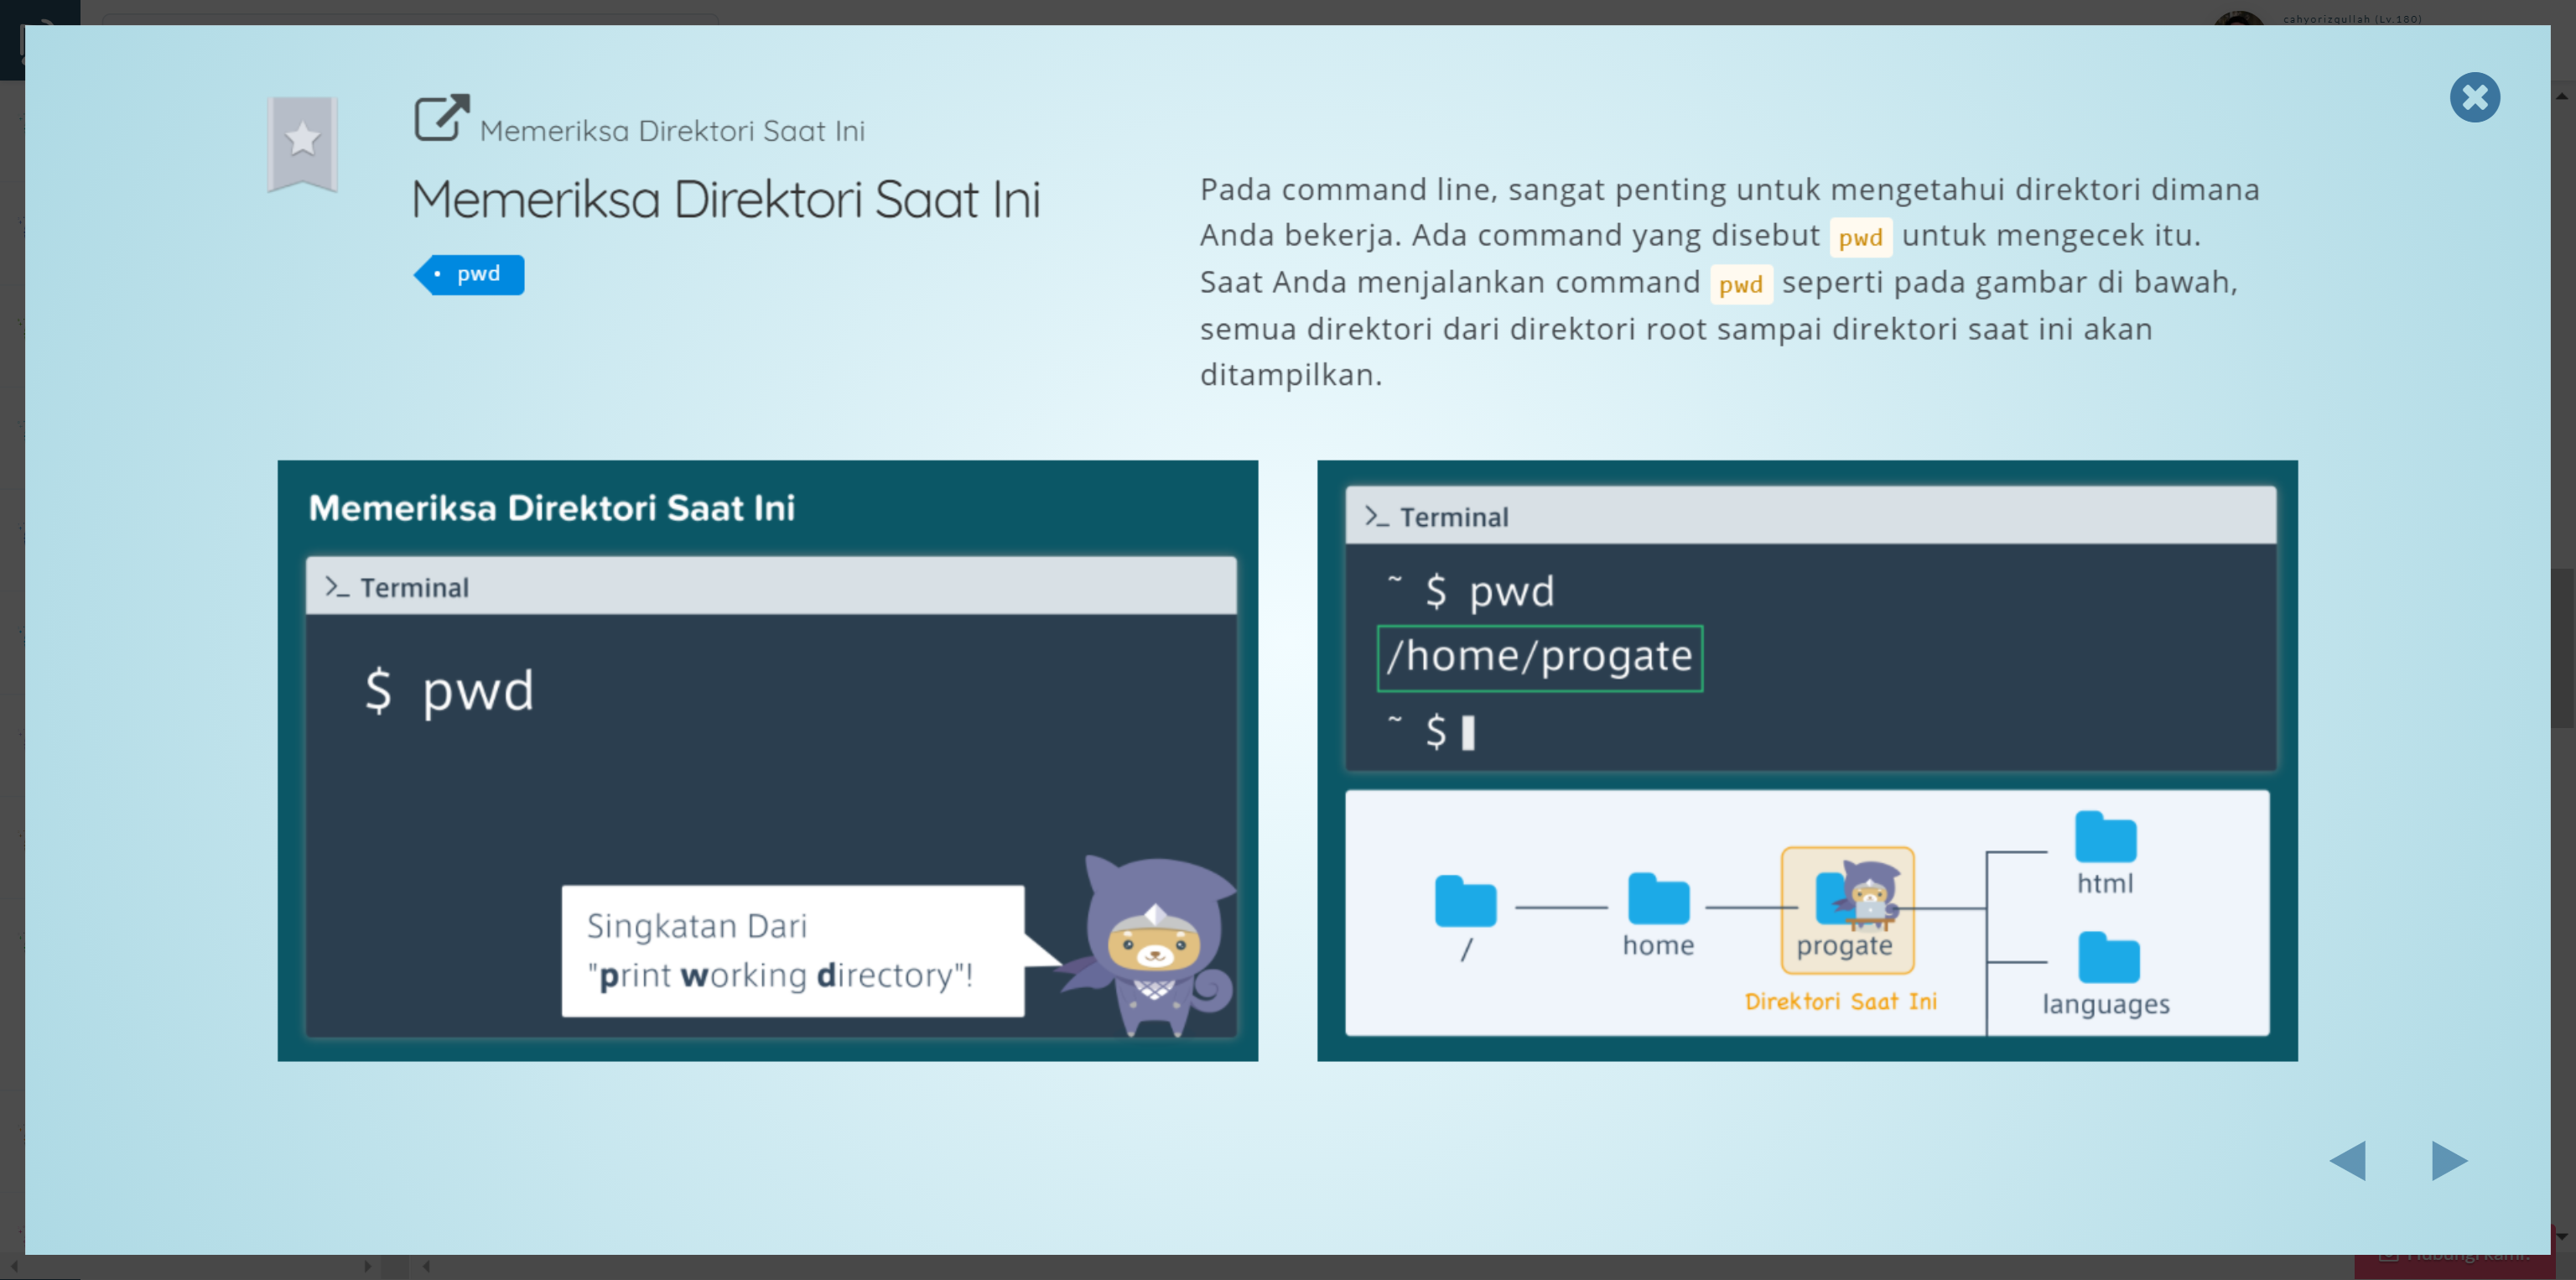 cahyorizqullah (Lv.180)
Memeriksa Direktori Saat Ini
Memeriksa Direktori Saat Ini
• pwd
Pada command line, sangat penting untuk mengetahui direktori dimana
Anda bekerja. Ada command yang disebut pwd untuk mengecek itu.
Saat Anda menjalankan command pwd seperti pada gambar di bawah,
semua direktori dari direktori root sampai direktori saat ini akan
ditampilkan.
Memeriksa Direktori Saat Ini
>_ Terminal
$ pwd
Singkatan Dari
"print working directory"!
>_ Terminal
~ $ pwd
/home/progate
~ $
/
home
progate
Direktori Saat Ini
html
languages
Hubungi kami.